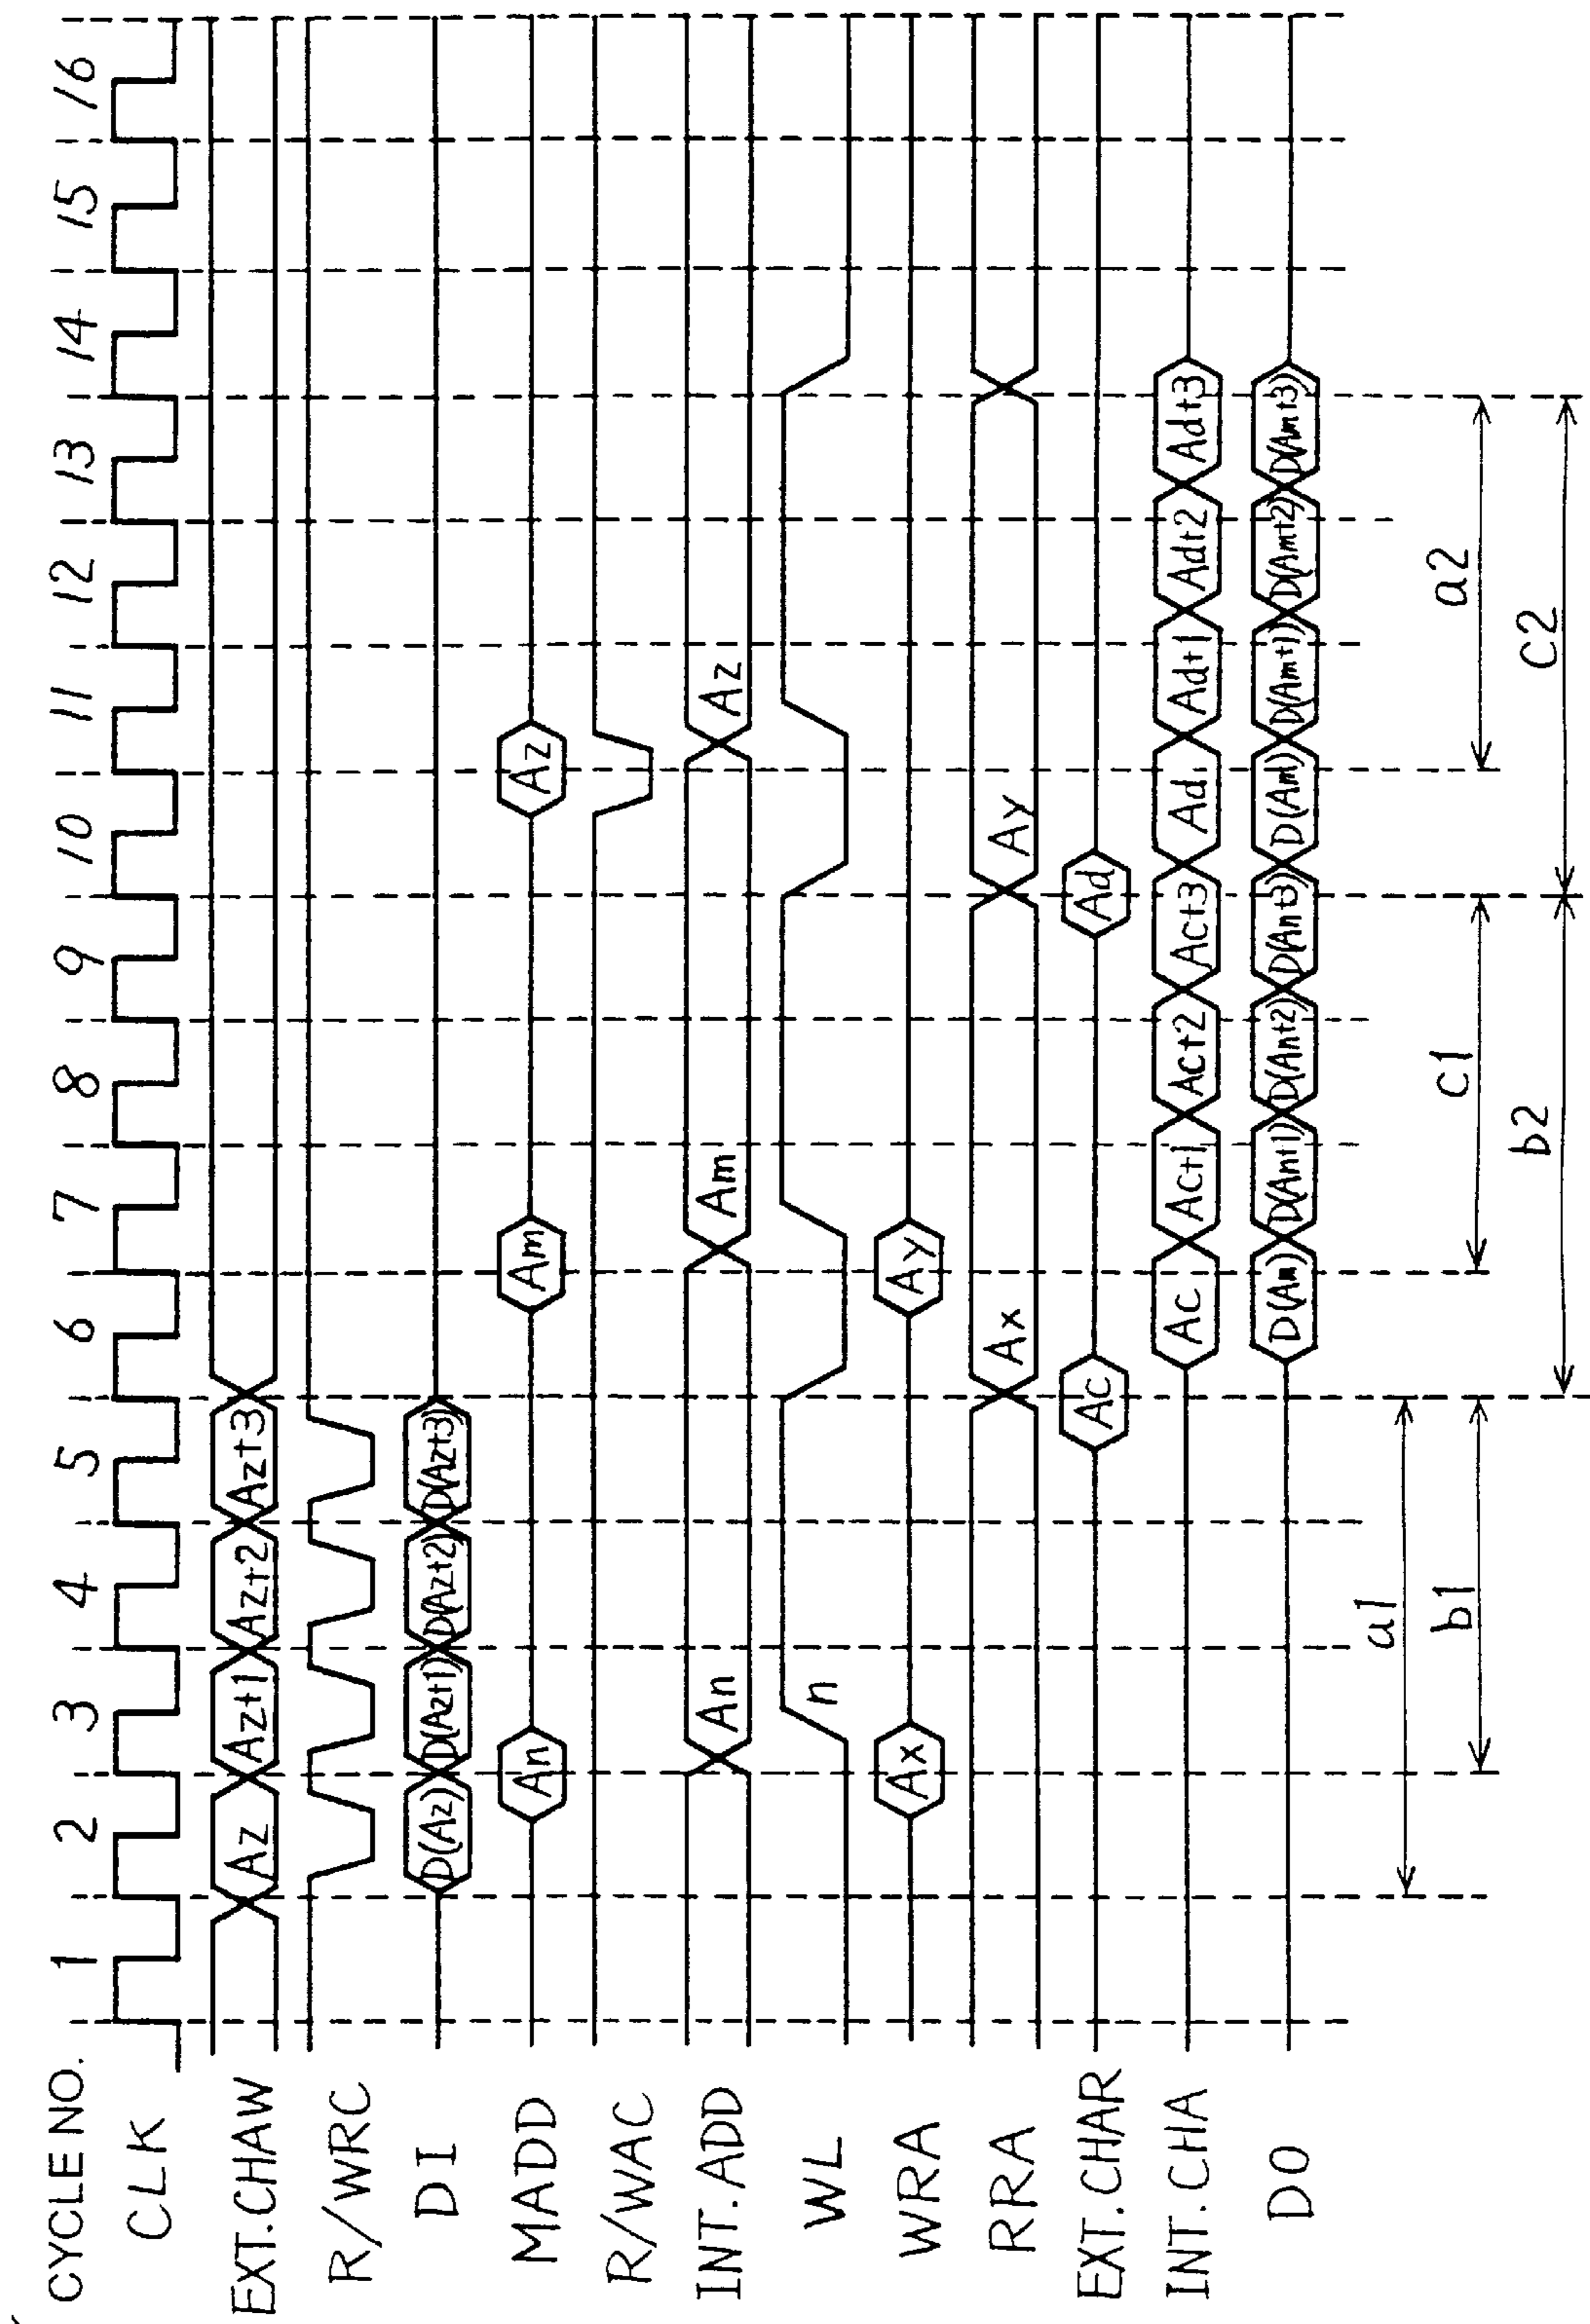 CYCLE NO. 1 2 3 4 5 6 7 8 9 10 11 12 13 14 15 16
CLK
EXT.CHAW Az Az+1 Az+2 Az+3
R/WRC
DI D(Az) D(Az+1) D(Az+2) D(Az+3)
MADD An Am Az
R/WAC
INT.ADD An Am Az
WL n
WRA Ax Ay
RRA Ax Ay
EXT.CHAR Ac Ad
INT.CHA Ac Ac+1 Ac+2 Ac+3 Ad Ad+1 Ad+2 Ad+3
DO D(An) D(An+1) D(An+2) D(An+3) D(Am) D(Am+1) D(Am+2) D(Am+3)
a1
b1 c1 a2
b2 c2